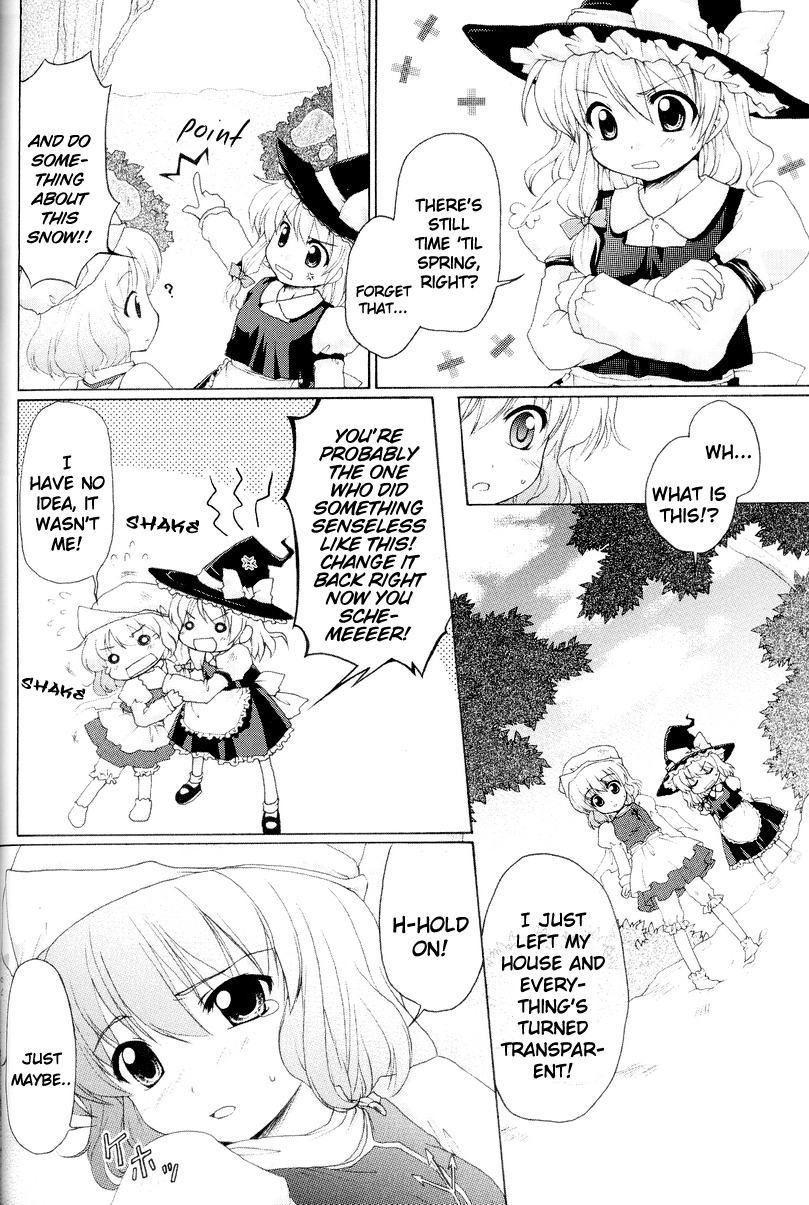 THERE'S
STILL
TIME 'TIL
SPRING,
RIGHT?
FORGET
THAT...
point
AND DO
SOME-
THING
ABOUT
THIS
SNOW!!
?
WH...
WHAT IS
THIS!?
I JUST
LEFT MY
HOUSE AND
EVERY-
THING'S
TURNED
TRANSPAR-
ENT!
YOU'RE
PROBABLY
THE ONE
WHO DID
SOMETHING
SENSELESS
LIKE THIS!
CHANGE IT
BACK RIGHT
NOW YOU
SCHE-
MEEEER!
SHAKE
SHAKE
I
HAVE NO
IDEA, IT
WASN'T
ME!
H-HOLD
ON!
JUST
MAYBE..
ケホッ